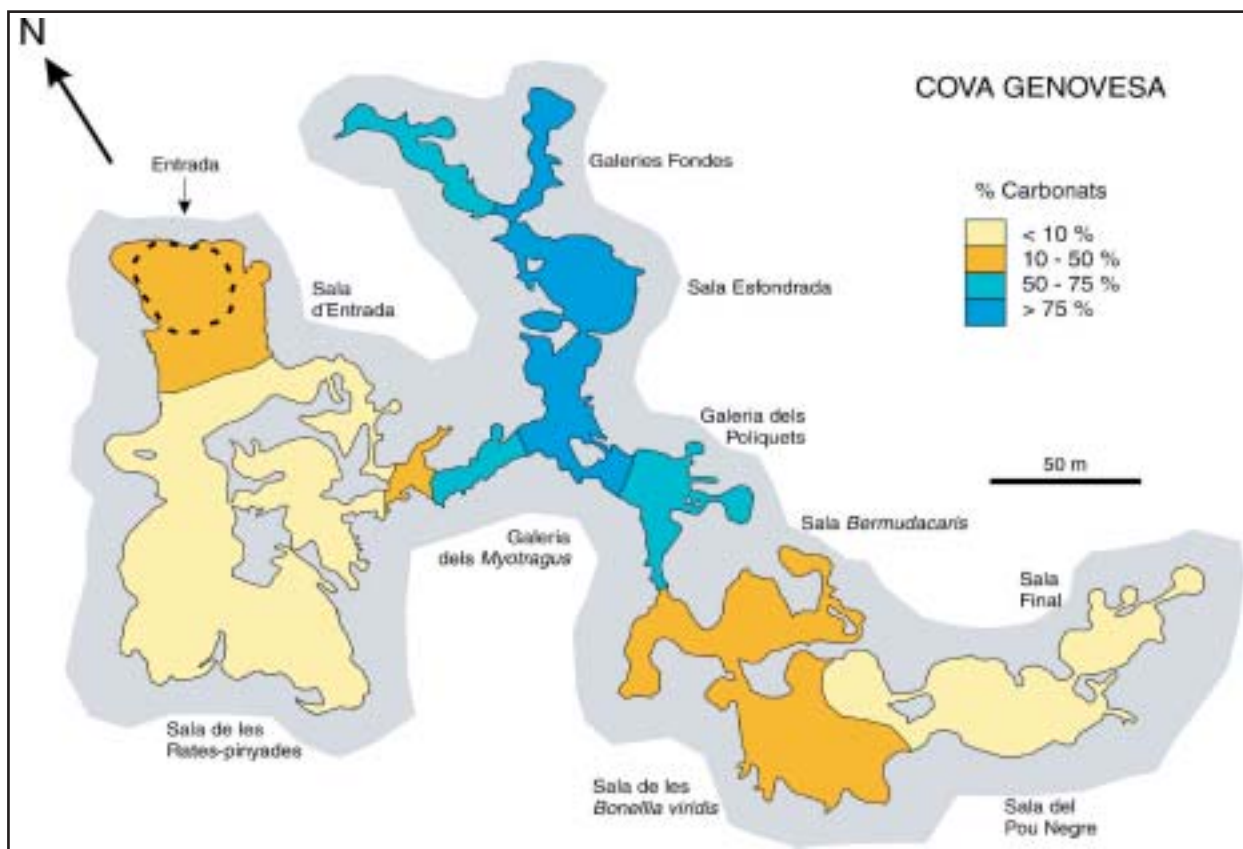 N
COVA GENOVESA
Entrada
Galeries Fondes
% Carbonats
< 10 %
10 - 50 %
50 - 75 %
> 75 %
Sala
d'Entrada
Sala Esfondrada
Galeria dels
Poliquets
50 m
Galeria
dels Myotragus
Sala Bermudacaris
Sala
Final
Sala de les
Rates-pinyades
Sala de les
Bonellia viridis
Sala del
Pou Negre